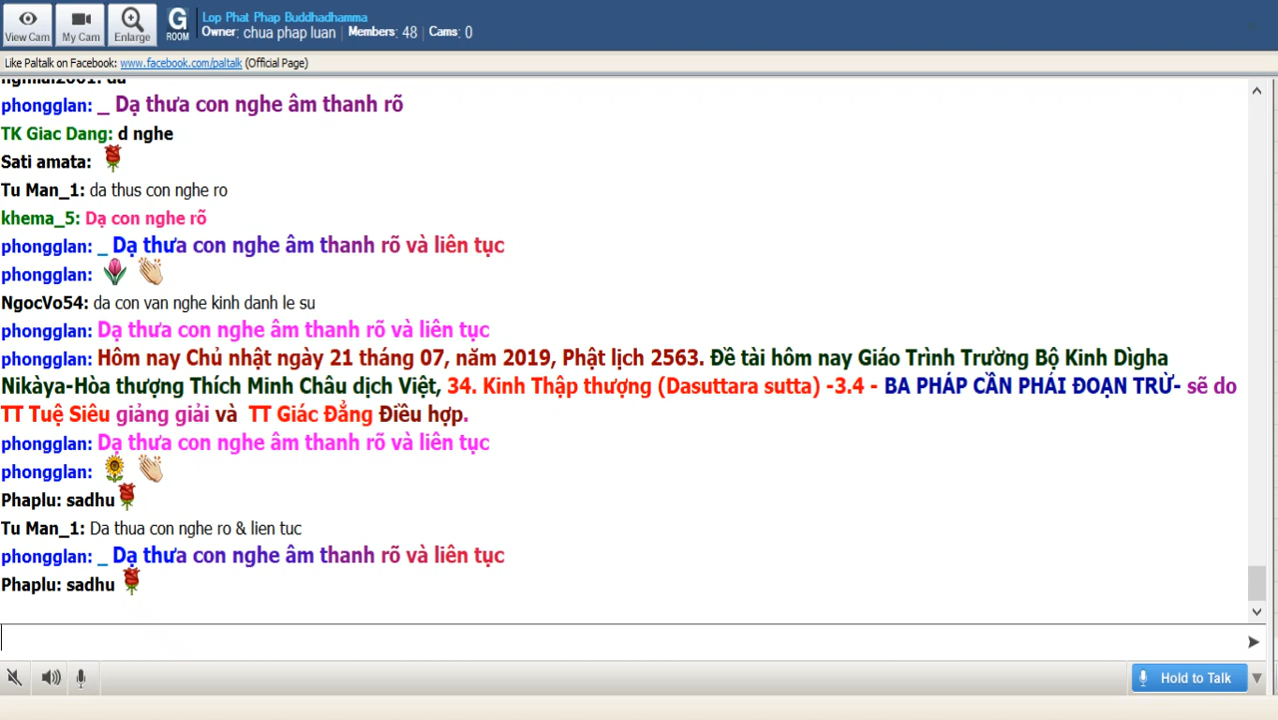 Lop Phat Phap Buddhadhamma
View Cam
My Cam
Enlarge
G ROOM
Owner: chua phap luan | Members: 48 | Cams: 0
Like Paltalk on Facebook: www.facebook.com/paltalk (Official Page)
phongglan: _ Dạ thưa con nghe âm thanh rõ
TK Giac Dang: d nghe
Sati amata:
Tu Man_1: da thus con nghe ro
khema_5: Dạ con nghe rõ
phongglan: _ Dạ thưa con nghe âm thanh rõ và liên tục
phongglan:
NgocVo54: da con van nghe kinh danh le su
phongglan: Dạ thưa con nghe âm thanh rõ và liên tục
phongglan: Hôm nay Chủ nhật ngày 21 tháng 07, năm 2019, Phật lịch 2563. Đề tài hôm nay Giáo Trình Trường Bộ Kinh Dìgha
Nikàya-Hòa thượng Thích Minh Châu dịch Việt, 34. Kinh Thập thượng (Dasuttara sutta) -3.4 - BA PHÁP CẦN PHẢI ĐOẠN TRỪ- sẽ do
TT Tuệ Siêu giảng giải và TT Giác Đẳng Điều hợp.
phongglan: Dạ thưa con nghe âm thanh rõ và liên tục
phongglan:
Phaplu: sadhu
Tu Man_1: Da thua con nghe ro & lien tuc
phongglan: _ Dạ thưa con nghe âm thanh rõ và liên tục
Phaplu: sadhu
Hold to Talk